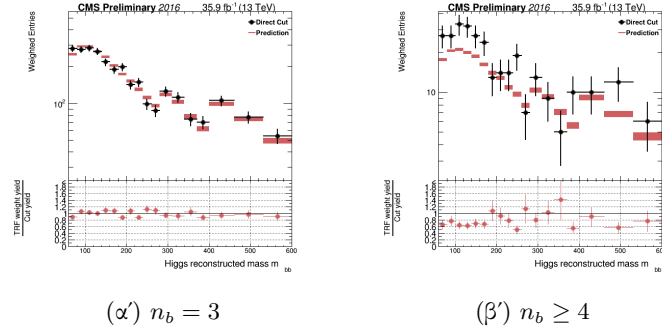 CMS Preliminary 2016 35.9 fb⁻¹ (13 TeV)
Weighted Entries
Direct Cut
Prediction
10²
TRF weight yield
Cut yield
1.8
1.6
1.4
1.2
1
0.8
0.6
0.4
0.2
0
100 200 300 400 500 600
Higgs reconstructed mass m bb
(α′) n_b = 3
CMS Preliminary 2016 35.9 fb⁻¹ (13 TeV)
Weighted Entries
Direct Cut
Prediction
10
TRF weight yield
Cut yield
1.8
1.6
1.4
1.2
1
0.8
0.6
0.4
0.2
0
100 200 300 400 500 600
Higgs reconstructed mass m bb
(β′) n_b ≥ 4